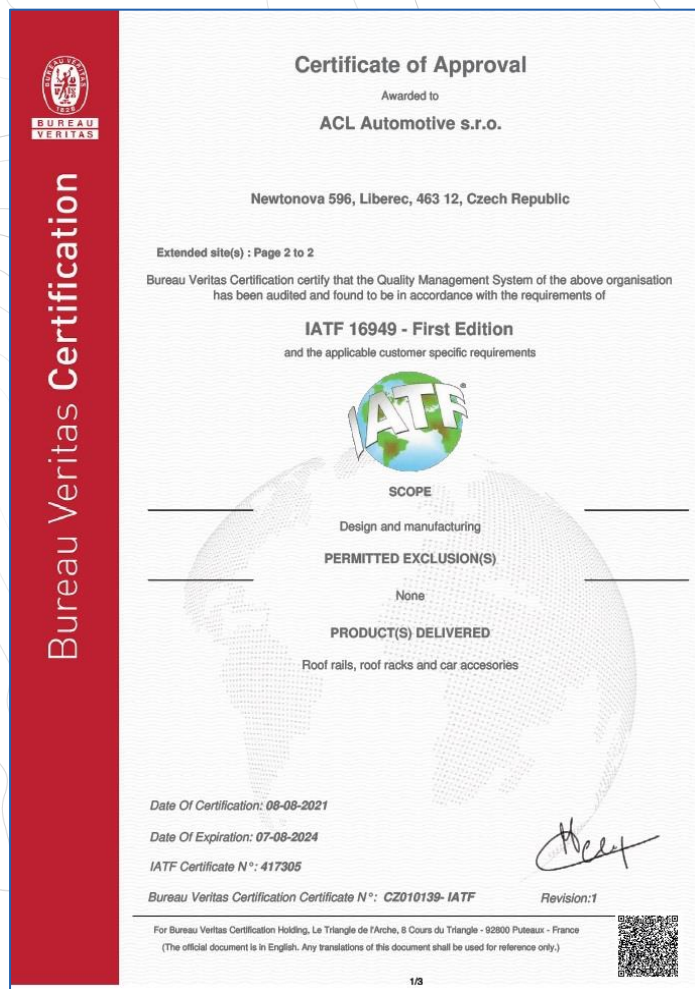 BUREAU
VERITAS
Bureau Veritas Certification
Certificate of Approval
Awarded to
ACL Automotive s.r.o.
Newtonova 596, Liberec, 463 12, Czech Republic
Extended site(s) : Page 2 to 2
Bureau Veritas Certification certify that the Quality Management System of the above organisation
has been audited and found to be in accordance with the requirements of
IATF 16949 - First Edition
and the applicable customer specific requirements
IATF®
SCOPE
Design and manufacturing
PERMITTED EXCLUSION(S)
None
PRODUCT(S) DELIVERED
Roof rails, roof racks and car accesories
Date Of Certification: 08-08-2021
Date Of Expiration: 07-08-2024
IATF Certificate N°: 417305
Bureau Veritas Certification Certificate N°: CZ010139- IATF
Revision:1
For Bureau Veritas Certification Holding, Le Triangle de l'Arche, 8 Cours du Triangle - 92800 Puteaux - France
(The official document is in English. Any translations of this document shall be used for reference only.)
1/3